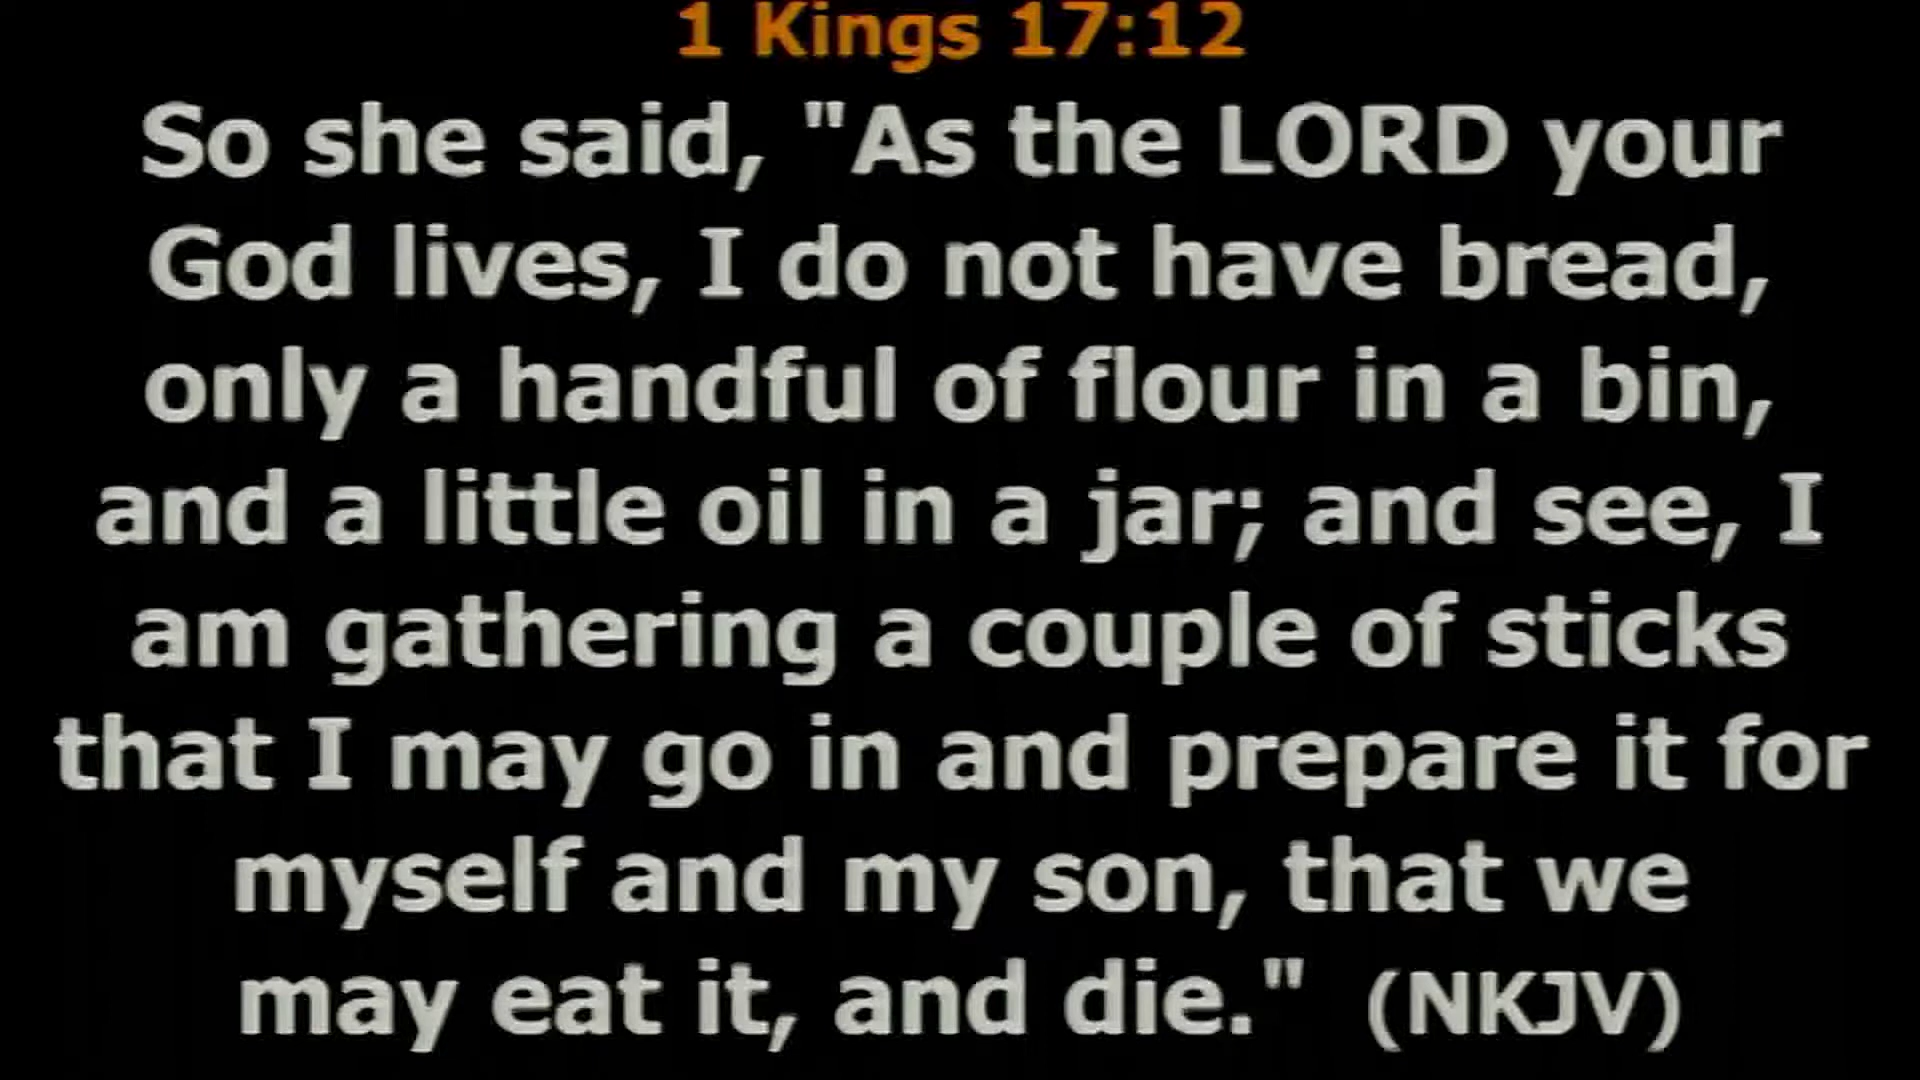 1 Kings 17:12
So she said, "As the LORD your
God lives, I do not have bread,
only a handful of flour in a bin,
and a little oil in a jar; and see, I
am gathering a couple of sticks
that I may go in and prepare it for
myself and my son, that we
may eat it, and die." (NKJV)